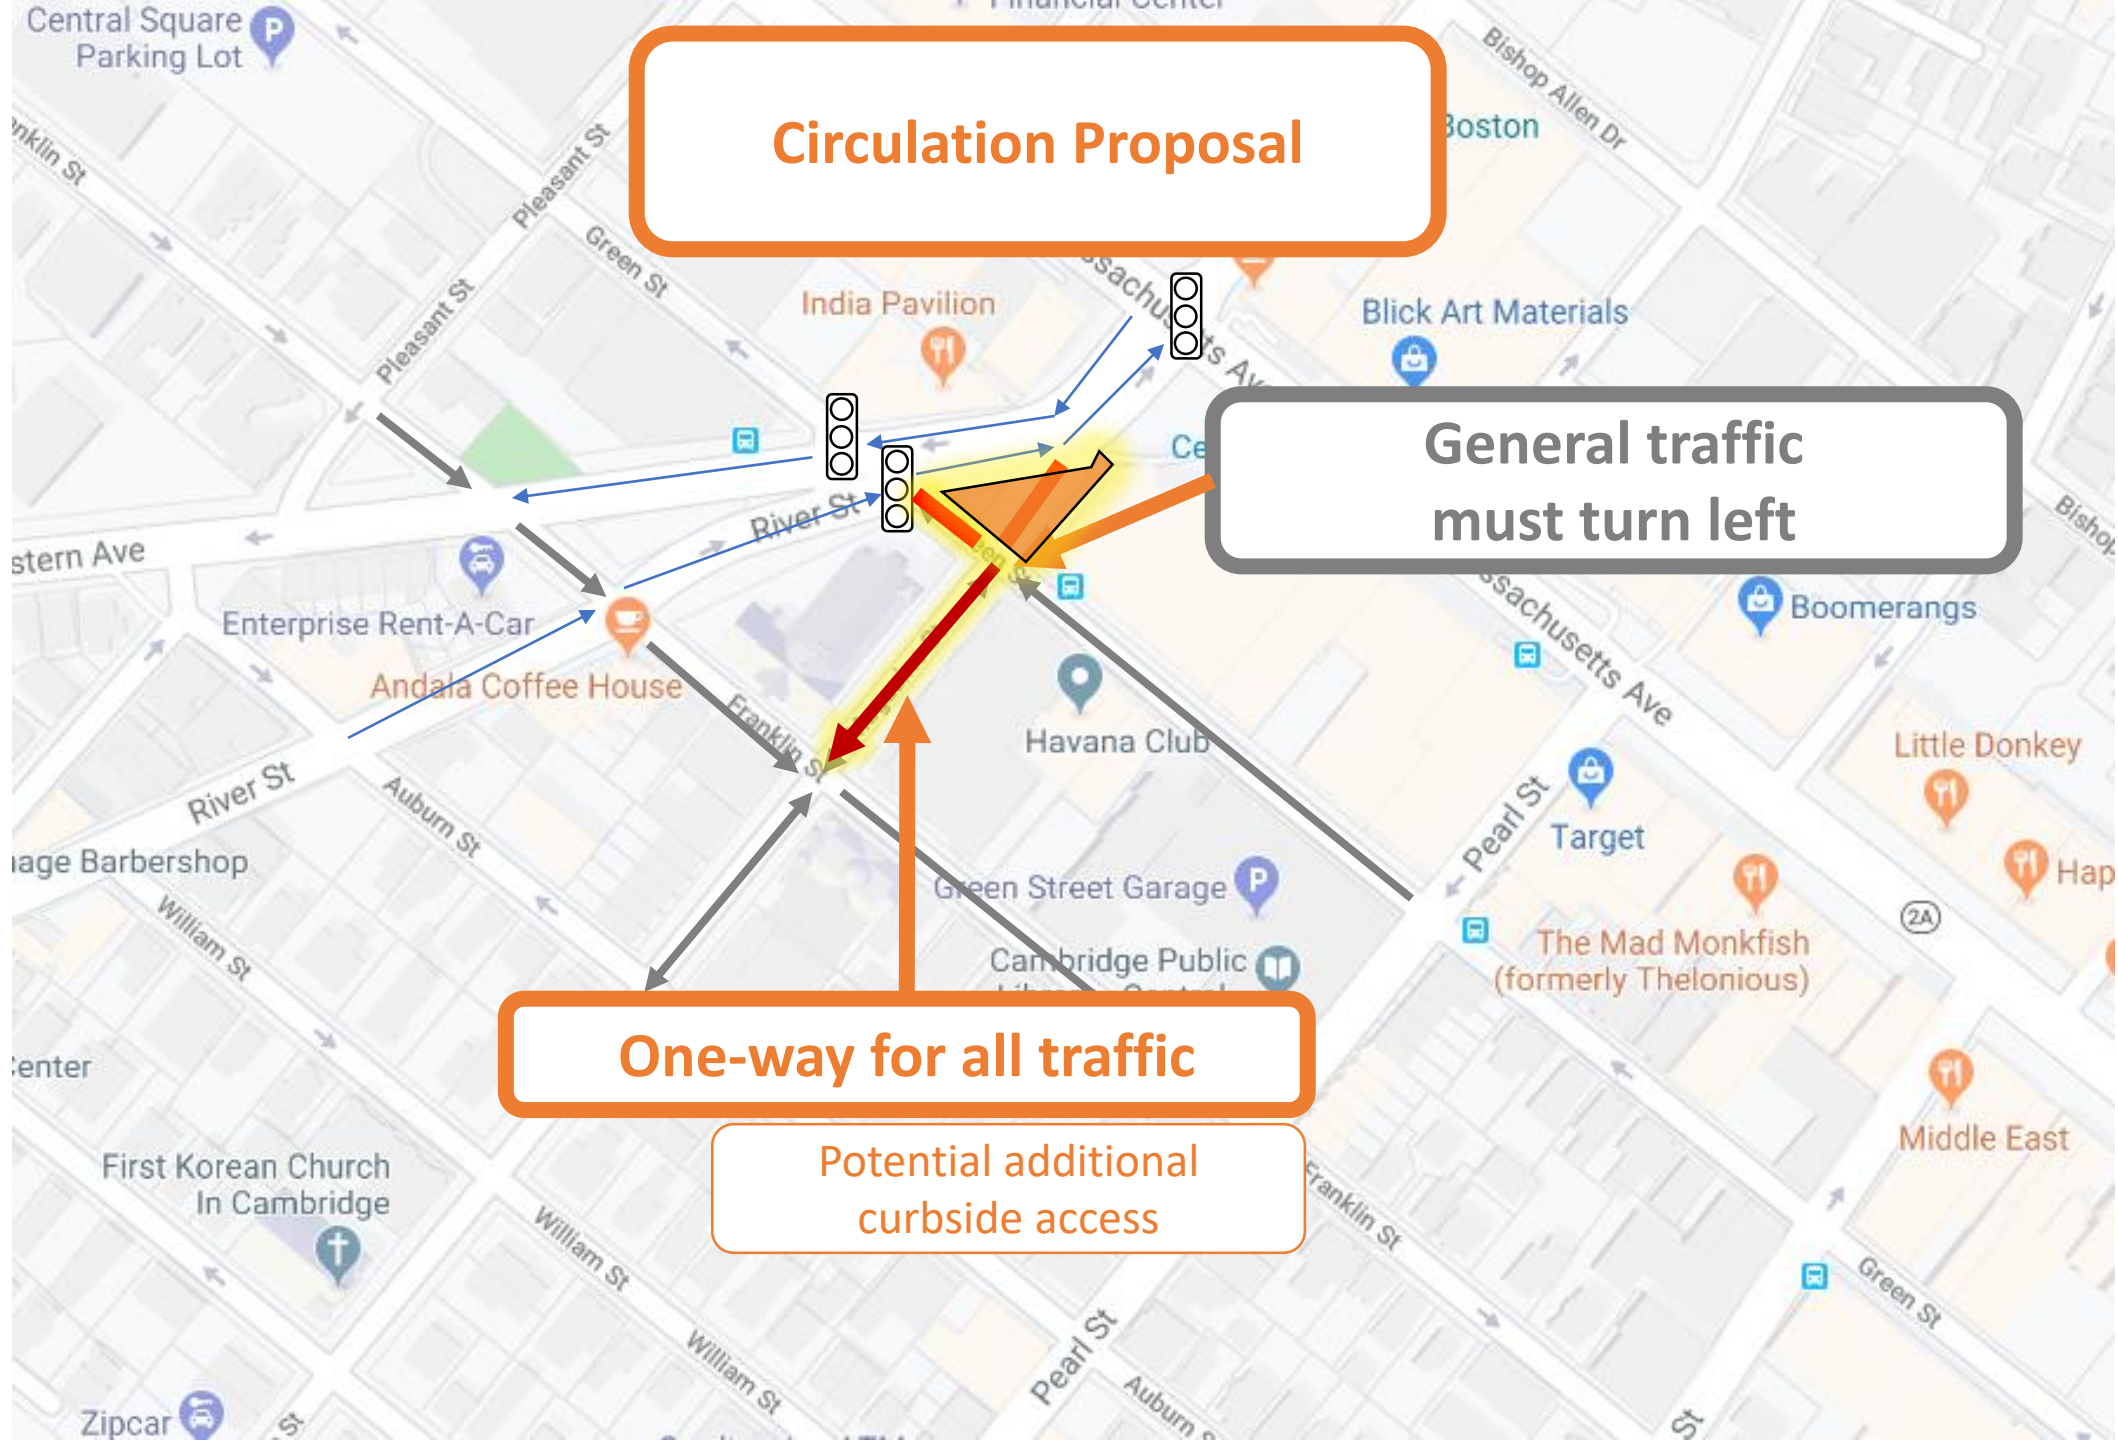 Central Square
Parking Lot
Circulation Proposal
Bishop Allen Dr
Boston
Pleasant St
Green St
India Pavilion
Blick Art Materials
Pleasant St
General traffic
must turn left
River St
Enterprise Rent-A-Car
Boomerangs
Andala Coffee House
Massachusetts Ave
Franklin St
Havana Club
Little Donkey
River St
Auburn St
Pearl St
Target
Green Street Garage
2A
William St
Cambridge Public
The Mad Monkfish
(formerly Thelonious)
One-way for all traffic
Middle East
Potential additional
curbside access
First Korean Church
In Cambridge
Franklin St
William St
Green St
Pearl St
William St
Auburn
Zipcar
St
St